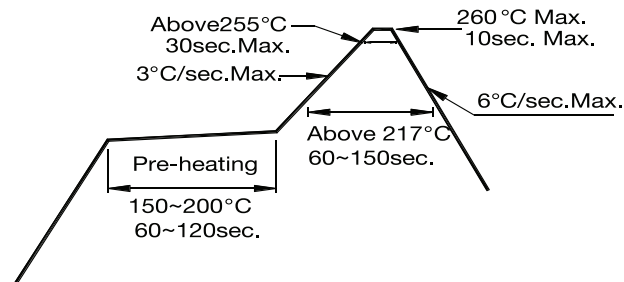 Above255°C
30sec.Max.
260°C Max.
10sec. Max.
3°C/sec.Max.
6°C/sec.Max.
Above 217°C
60~150sec.
Pre-heating
150~200°C
60~120sec.